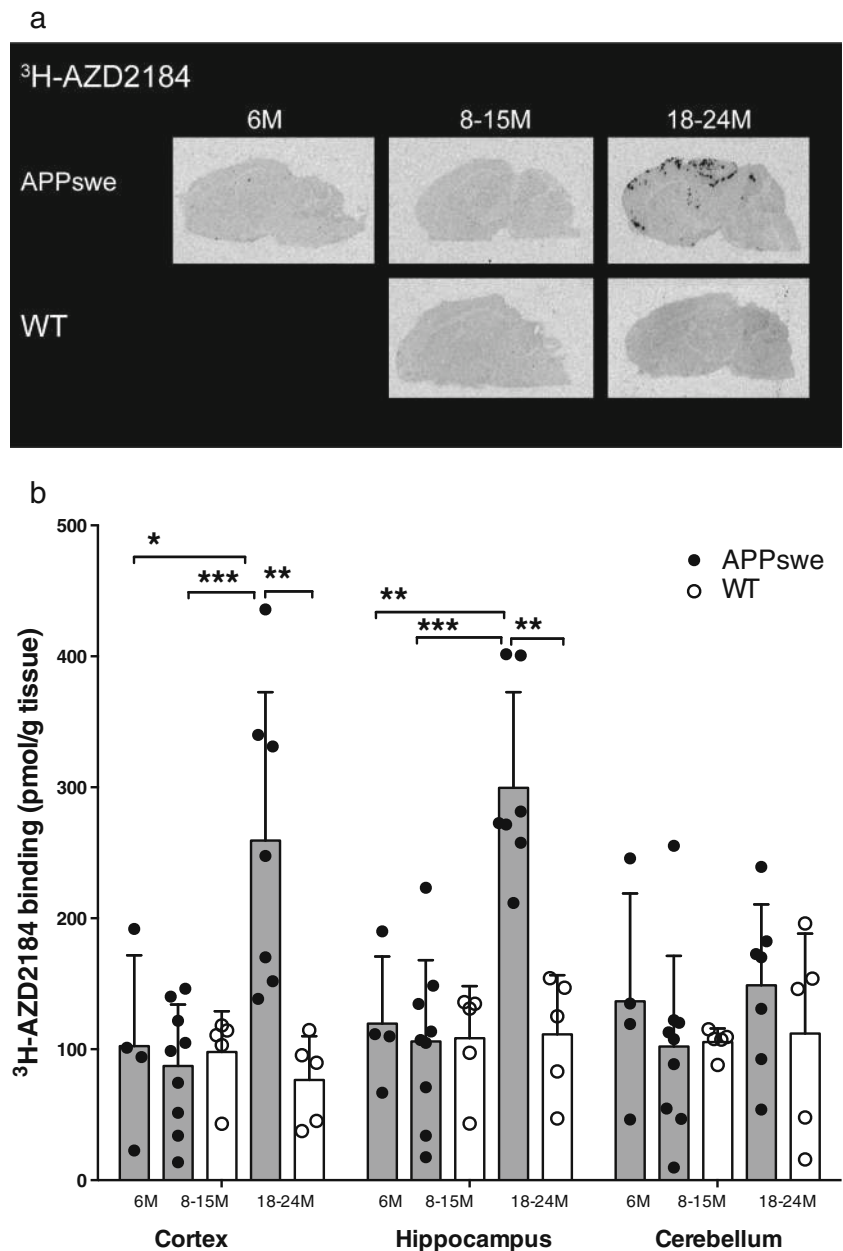 a
³H-AZD2184
6M 8-15M 18-24M
APPswe
WT
b
³H-AZD2184 binding (pmol/g tissue)
500
400
300
200
100
0
* *** **
** *** **
APPswe
WT
6M 8-15M 18-24M 6M 8-15M 18-24M 6M 8-15M 18-24M
Cortex Hippocampus Cerebellum